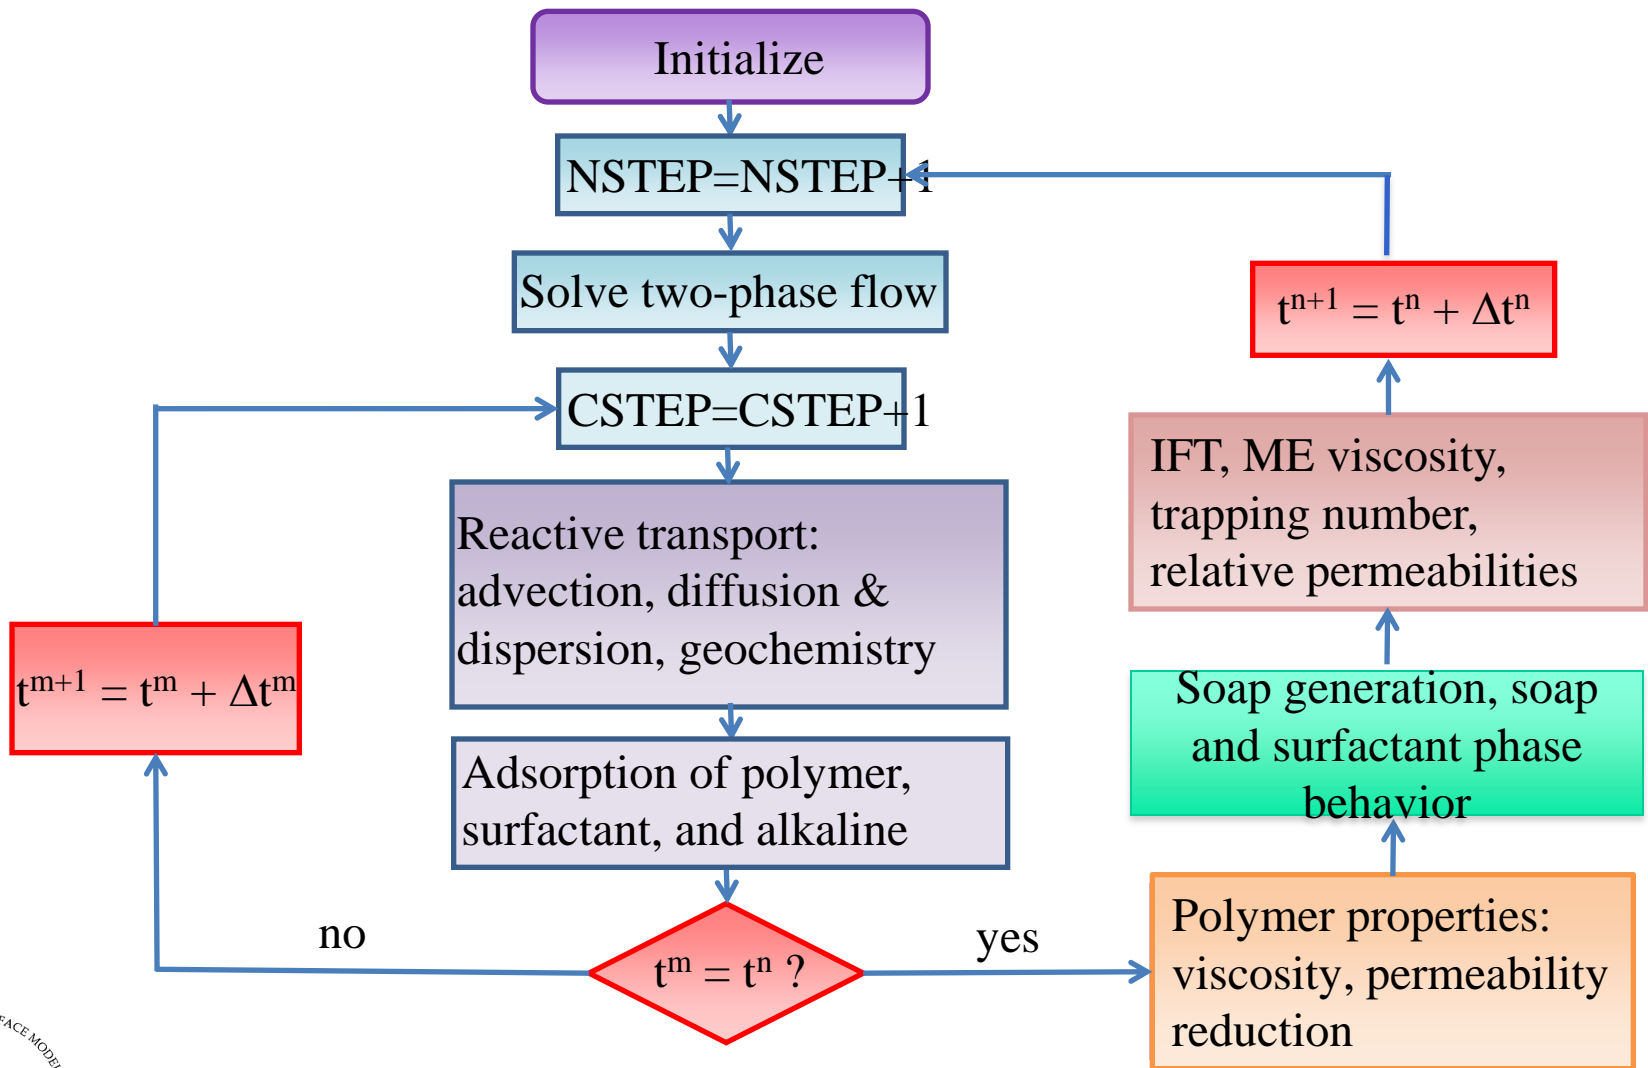 Initialize
NSTEP=NSTEP+1
Solve two-phase flow
CSTEP=CSTEP+1
Reactive transport:
advection, diffusion &
dispersion, geochemistry
Adsorption of polymer,
surfactant, and alkaline
tᵐ = tⁿ ?
no
tᵐ⁺¹ = tᵐ + Δtᵐ
yes
Polymer properties:
viscosity, permeability
reduction
Soap generation, soap
and surfactant phase
behavior
IFT, ME viscosity,
trapping number,
relative permeabilities
tⁿ⁺¹ = tⁿ + Δtⁿ